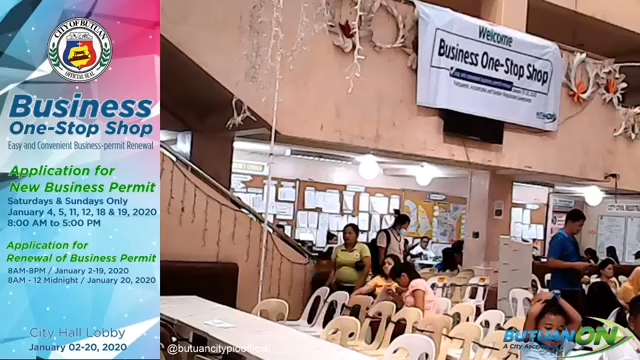 CITY OF BUTUAN
OFFICIAL SEAL
Business
One-Stop Shop
Easy and Convenient Business-permit Renewal
Application for
New Business Permit
Saturdays & Sundays Only
January 4, 5, 11, 12, 18 & 19, 2020
8:00 AM to 5:00 PM
Application for
Renewal of Business Permit
8AM-8PM / January 2-19, 2020
8AM - 12 Midnight / January 20, 2020
City Hall Lobby
January 02-20, 2020
Welcome
Business One-Stop Shop
@butuancitypioofficial
BUTUAN ON
A City Ascending